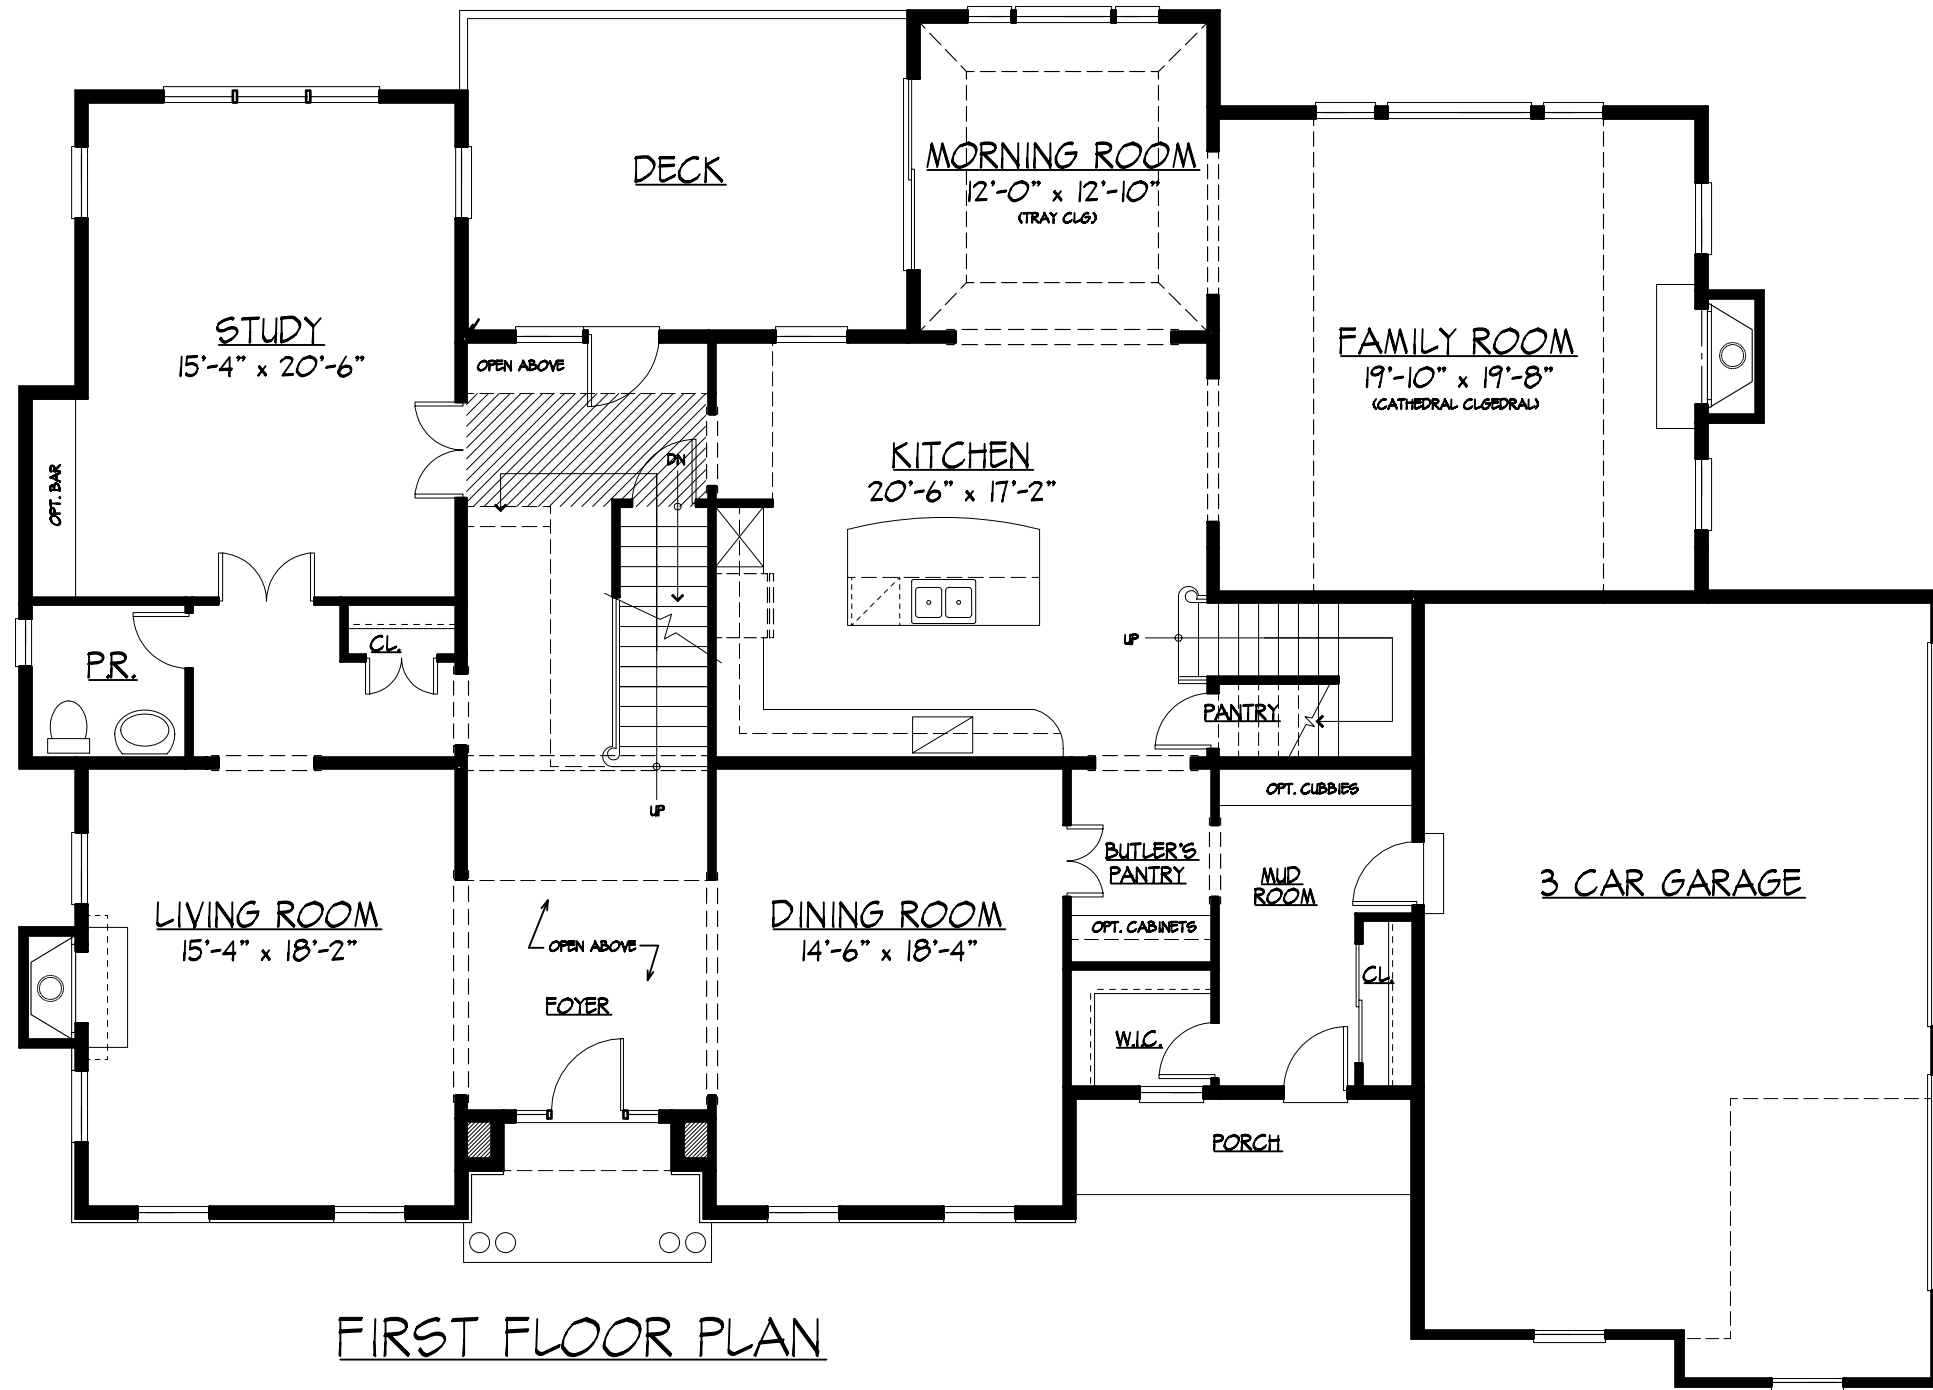 DECK
MORNING ROOM
12'-0" x 12'-10"
(TRAY CLG)
STUDY
15'-4" x 20'-6"
OPEN ABOVE
FAMILY ROOM
19'-10" x 19'-8"
(CATHEDRAL CLGEDRAL)
OPT. BAR
DN
KITCHEN
20'-6" x 17'-2"
CL.
P.R.
UP
PANTRY
UP
OPT. CUBBIES
BUTLER'S
PANTRY
MUD
ROOM
3 CAR GARAGE
LIVING ROOM
15'-4" x 18'-2"
OPEN ABOVE
DINING ROOM
14'-6" x 18'-4"
OPT. CABINETS
CL.
FOYER
W.I.C.
PORCH
FIRST FLOOR PLAN